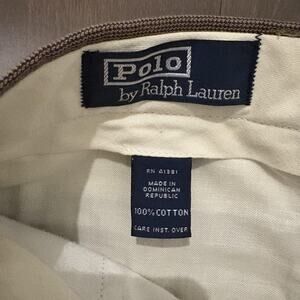 Polo
by Ralph Lauren
RN 41381
MADE IN
DOMINICAN
REPUBLIC
100% COTTON
CARE INST. OVER